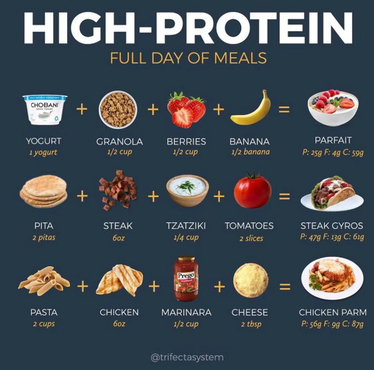 HIGH-PROTEIN
FULL DAY OF MEALS
CHOBANI
YOGURT
1 yogurt
+
GRANOLA
1/2 cup
+
BERRIES
1/2 cup
+
BANANA
1/2 banana
=
PARFAIT
P: 25g F: 4g C: 59g
PITA
2 pitas
+
STEAK
6oz
+
TZATZIKI
1/4 cup
+
TOMATOES
2 slices
=
STEAK GYROS
P: 47g F: 13g C: 61g
PASTA
2 cups
+
CHICKEN
6oz
+
Prego
MARINARA
1/2 cup
+
CHEESE
2 tbsp
=
CHICKEN PARM
P: 56g F: 9g C: 87g
@trifectasystem